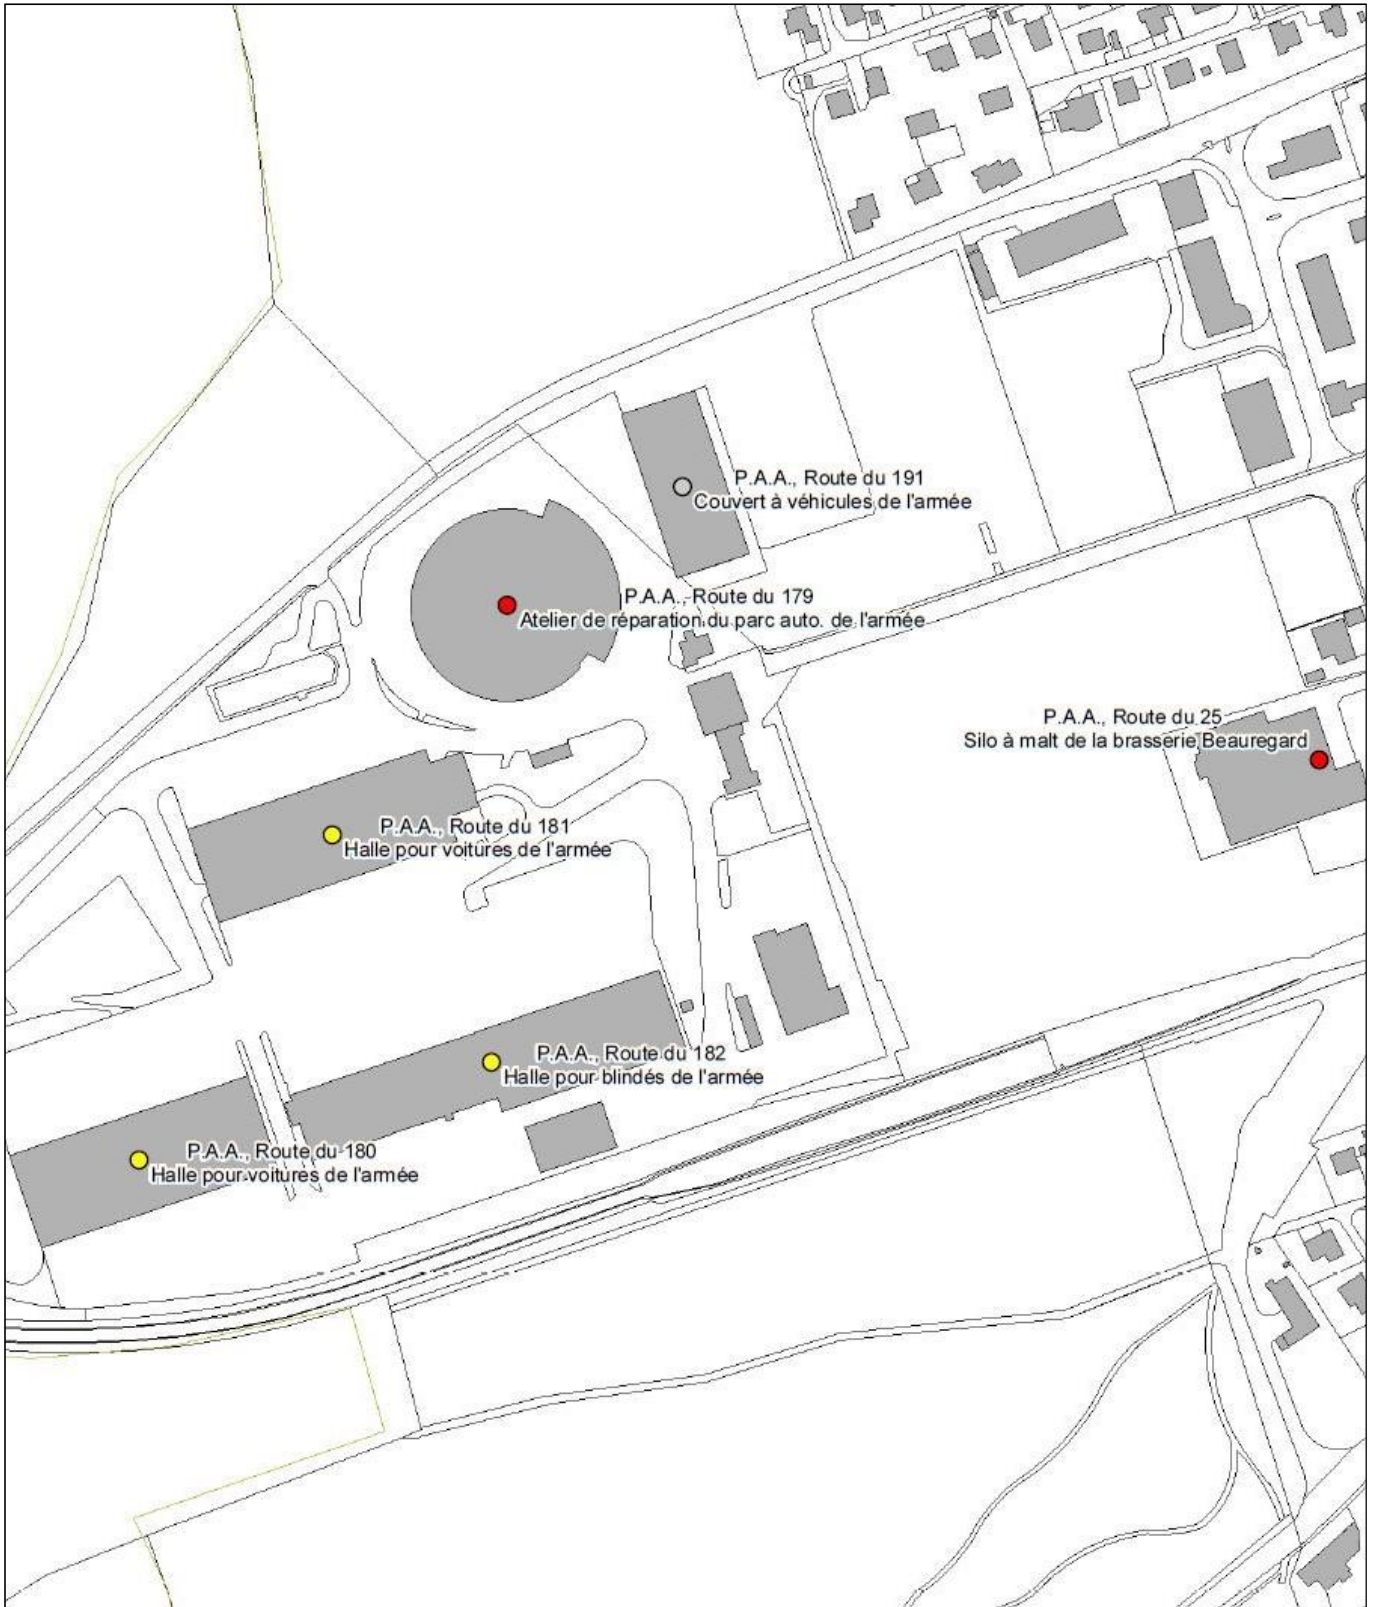 P.A.A., Route du 191
Couvert à véhicules de l'armée
P.A.A., Route du 179
Atelier de réparation du parc auto. de l'armée
P.A.A., Route du 25
Silo à malt de la brasserie Beauregard
P.A.A., Route du 181
Halle pour voitures de l'armée
P.A.A., Route du 182
Halle pour blindés de l'armée
P.A.A., Route du 180
Halle pour voitures de l'armée